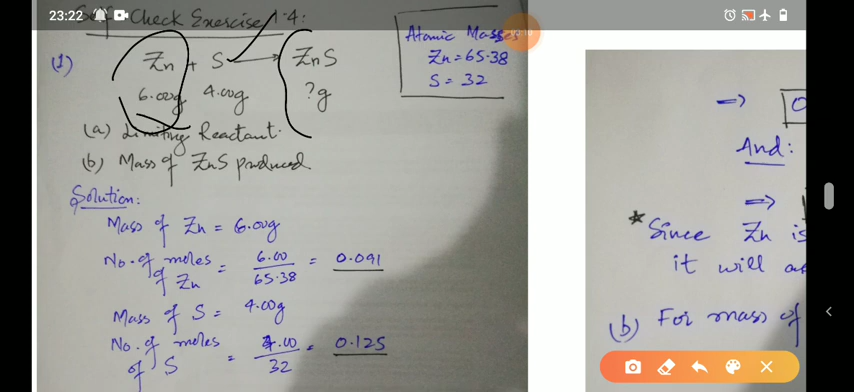 23:22
Self Check Exercise 1.4:
(1) Zn + S → ZnS
6.00g 4.00g ?g
(a) Limiting Reactant.
(b) Mass of ZnS produced
Atomic Masses
Zn = 65.38
S = 32
Solution:
Mass of Zn = 6.00g
No. of moles of Zn = 6.00 / 65.38 = 0.091
Mass of S = 4.00g
No. of moles of S = 4.00 / 32 = 0.125
⇒ 0
And:
⇒
* Since Zn is
it will
(b) For mass of